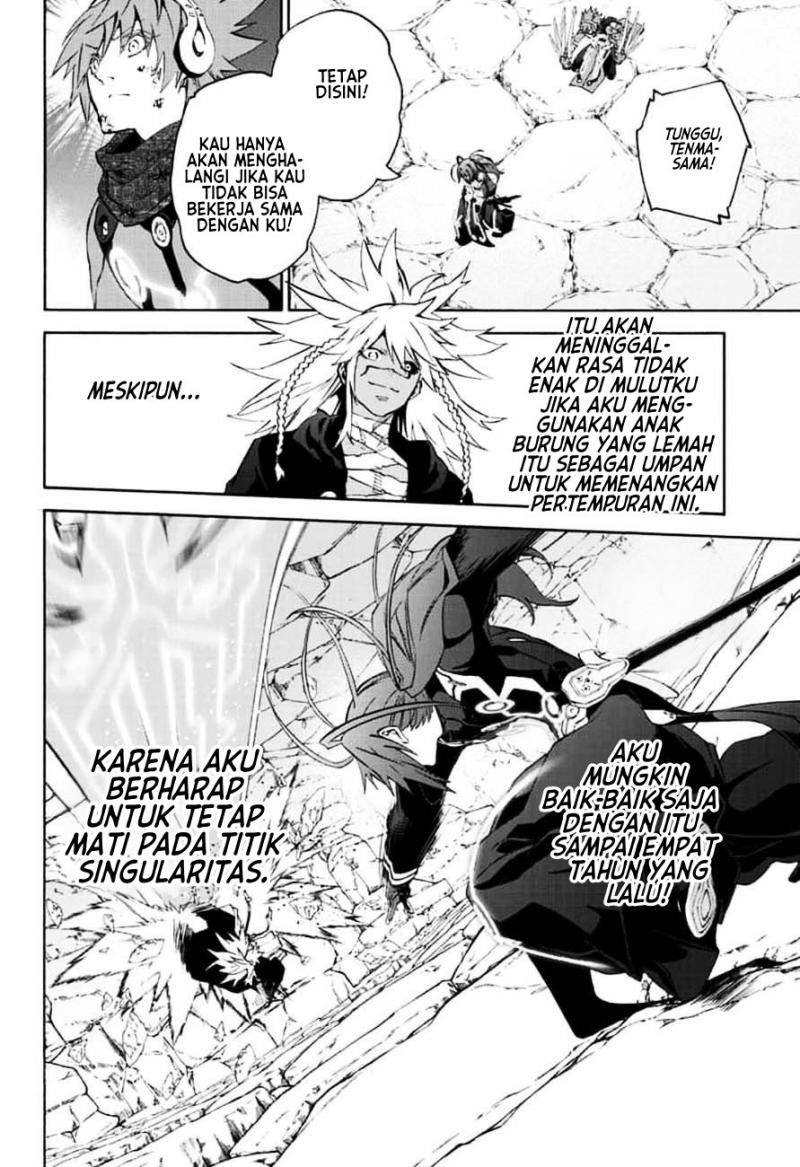 TUNGGU,
TENMA-
SAMA!
TETAP
DISINI!
KAU HANYA
AKAN MENGHA-
LANGI JIKA KAU
TIDAK BISA
BEKERJA SAMA
DENGAN KU!
ITU AKAN
MENINGGAL-
KAN RASA TIDAK
ENAK DI MULUTKU
JIKA AKU MENG-
GUNAKAN ANAK
BURUNG YANG LEMAH
ITU SEBAGAI UMPAN
UNTUK MEMENANGKAN
PERTEMPURAN INI.
MESKIPUN...
AKU
MUNGKIN
BAIK-BAIK SAJA
DENGAN ITU
SAMPAI EMPAT
TAHUN YANG
LALU!
KARENA AKU
BERHARAP
UNTUK TETAP
MATI PADA TITIK
SINGULARITAS.